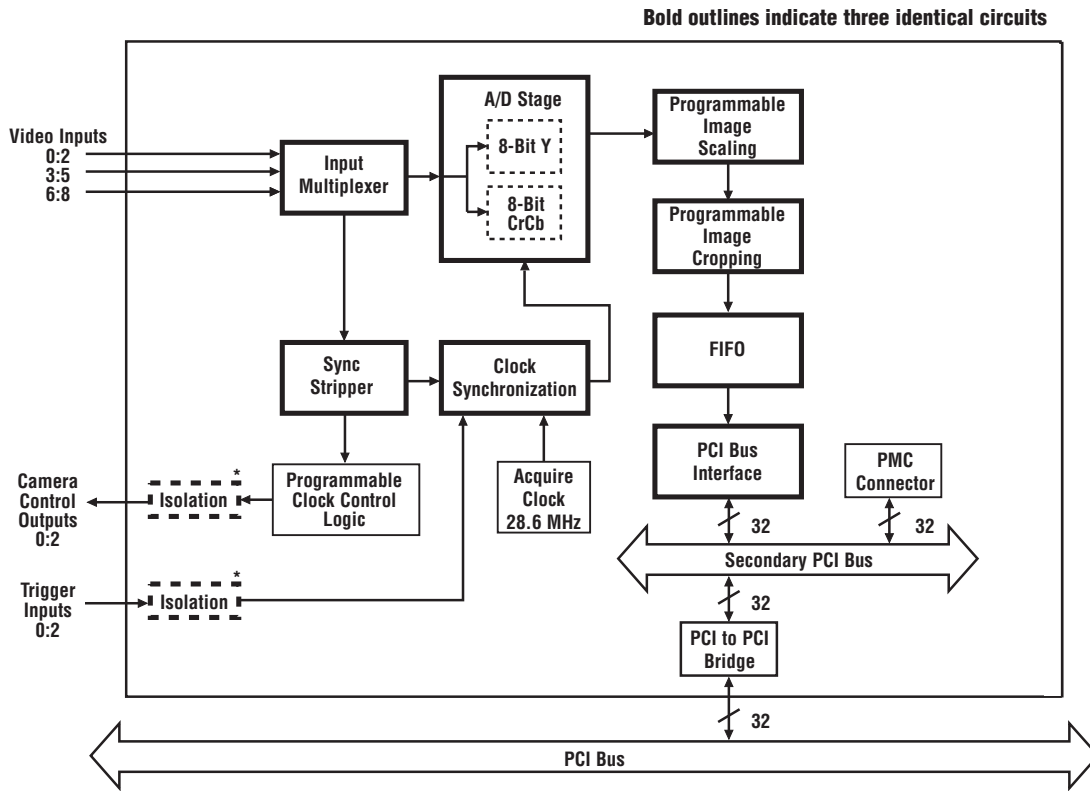 Bold outlines indicate three identical circuits
Video Inputs
0:2
3:5
6:8
Input
Multiplexer
A/D Stage
8-Bit Y
8-Bit
CrCb
Programmable
Image
Scaling
Programmable
Image
Cropping
FIFO
Sync
Stripper
Clock
Synchronization
PCI Bus
Interface
PMC
Connector
Camera
Control
Outputs
0:2
*
Isolation
Programmable
Clock Control
Logic
Acquire
Clock
28.6 MHz
32
32
Secondary PCI Bus
Trigger
Inputs
0:2
*
Isolation
32
PCI to PCI
Bridge
32
PCI Bus